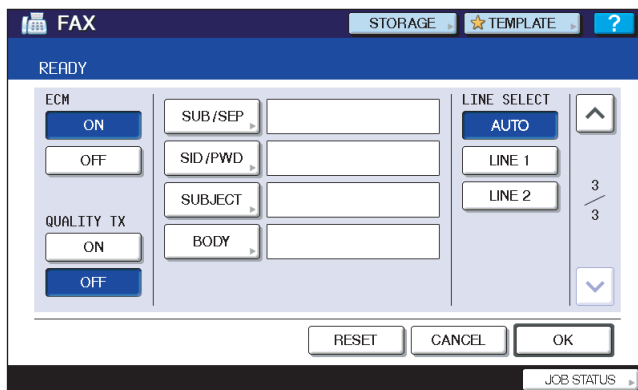 FAX
STORAGE
TEMPLATE
?
READY
ECM
ON
OFF
QUALITY TX
ON
OFF
SUB/SEP
SID/PWD
SUBJECT
BODY
LINE SELECT
AUTO
LINE 1
LINE 2
3
3
RESET
CANCEL
OK
JOB STATUS